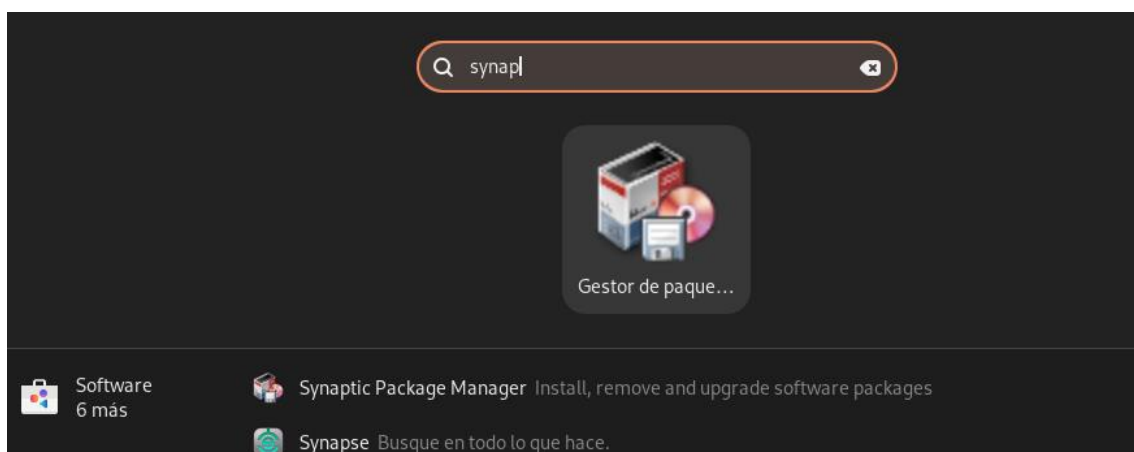 synap
Gestor de paque...
Software
6 más
Synaptic Package Manager Install, remove and upgrade software packages
Synapse Busque en todo lo que hace.